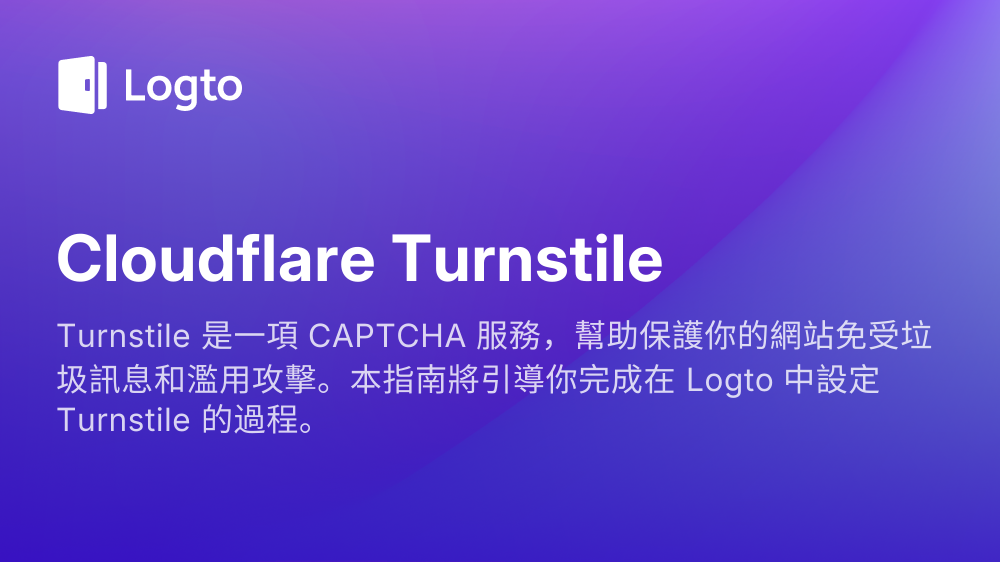 Logto
Cloudflare Turnstile
Turnstile 是一項 CAPTCHA 服務，幫助保護你的網站免受垃
圾訊息和濫用攻擊。本指南將引導你完成在 Logto 中設定
Turnstile 的過程。